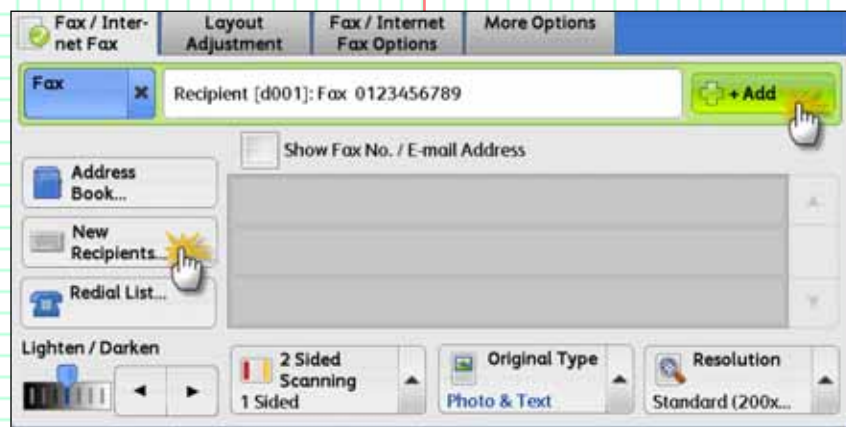 Fax / Inter-
net Fax
Layout
Adjustment
Fax / Internet
Fax Options
More Options
Fax
Recipient [d001]: Fax 0123456789
+ Add
Show Fax No. / E-mail Address
Address
Book...
New
Recipients...
Redial List...
Lighten / Darken
2 Sided
Scanning
1 Sided
Original Type
Photo & Text
Resolution
Standard (200x...